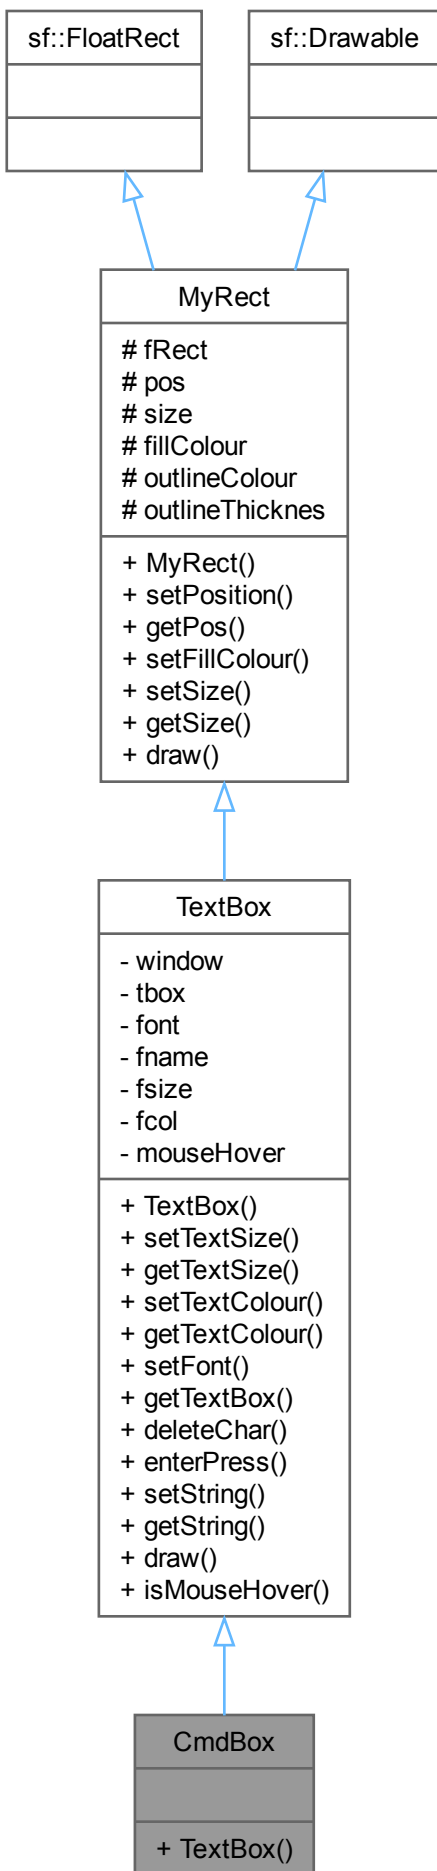 sf::FloatRect
sf::Drawable
MyRect
# fRect
# pos
# size
# fillColour
# outlineColour
# outlineThicknes
+ MyRect()
+ setPosition()
+ getPos()
+ setFillColour()
+ setSize()
+ getSize()
+ draw()
TextBox
- window
- tbox
- font
- fname
- fsize
- fcol
- mouseHover
+ TextBox()
+ setTextSize()
+ getTextSize()
+ setTextColour()
+ getTextColour()
+ setFont()
+ getTextBox()
+ deleteChar()
+ enterPress()
+ setString()
+ getString()
+ draw()
+ isMouseHover()
CmdBox
+ TextBox()